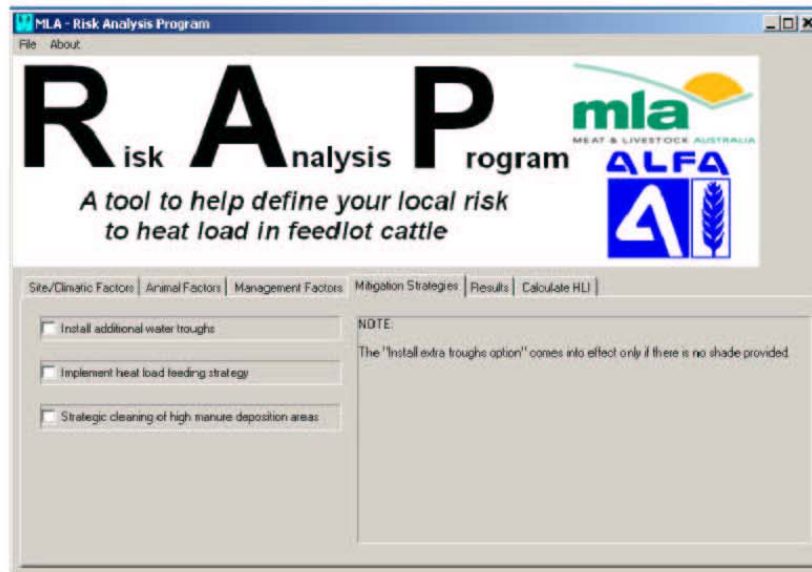 MLA - Risk Analysis Program
File About
Risk Analysis Program
A tool to help define your local risk
to heat load in feedlot cattle
mla
MEAT & LIVESTOCK AUSTRALIA
ALFA
Site/Climatic Factors Animal Factors Management Factors Mitigation Strategies Results Calculate HLI
Install additional water troughs
Implement heat load feeding strategy
Strategic cleaning of high manure deposition areas
NOTE:
The "Install extra troughs option" comes into effect only if there is no shade provided.